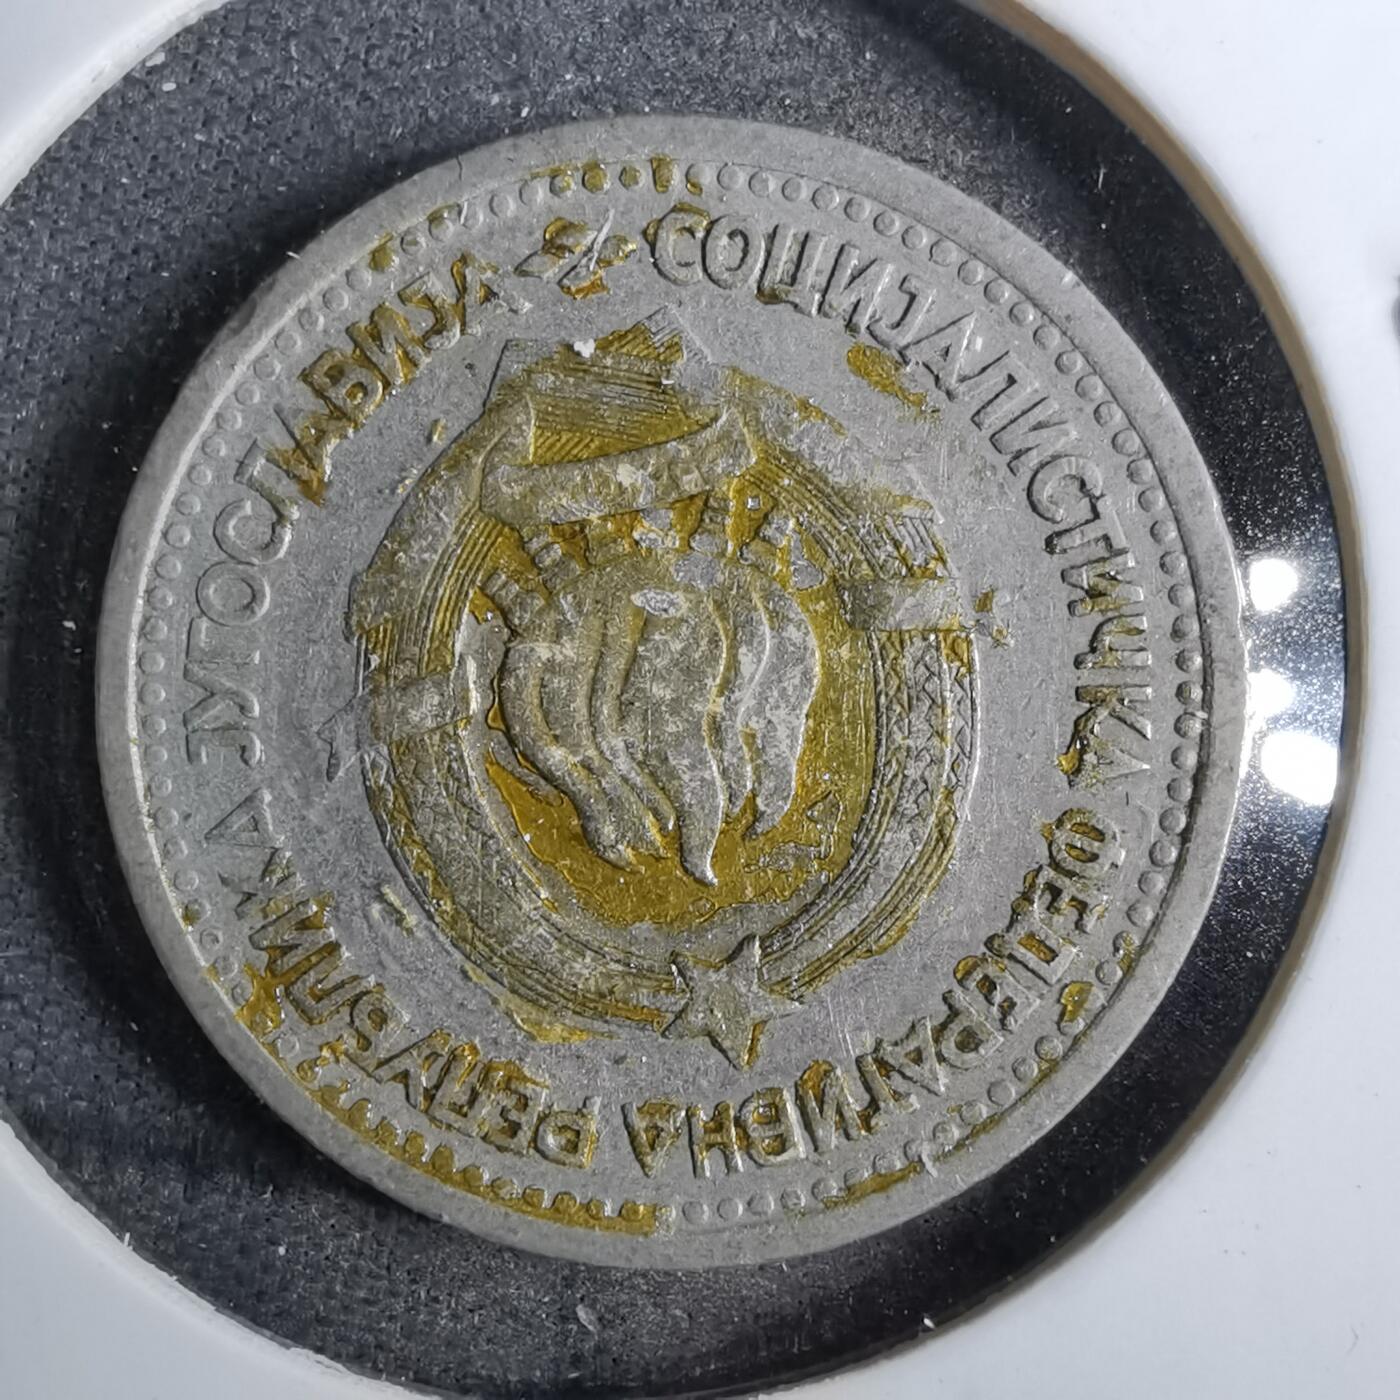 СОЦИЈАЛИСТИЧКА ФЕДЕРАТИВНА РЕПУБЛИКА ЈУГОСЛАВИЈА